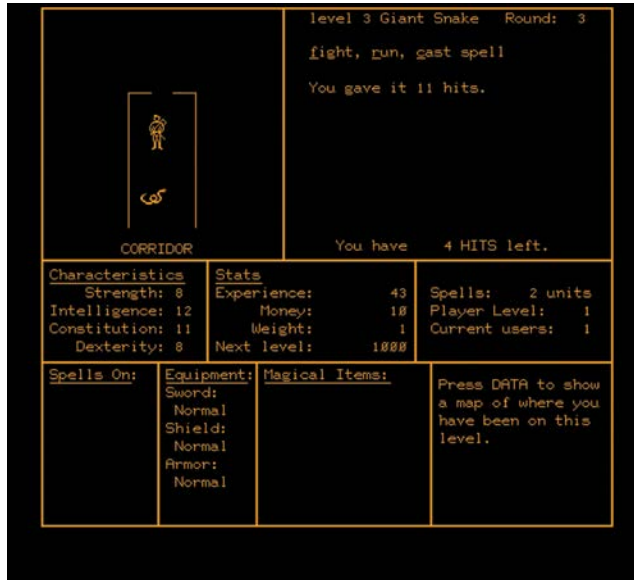 level 3 Giant Snake Round: 3
fight, run, cast spell
You gave it 11 hits.
You have 4 HITS left.
CORRIDOR
Characteristics
Strength: 8
Intelligence: 12
Constitution: 11
Dexterity: 8
Stats
Experience: 43
Money: 10
Weight: 1
Next level: 1000
Spells: 2 units
Player Level: 1
Current users: 1
Spells On:
Equipment:
Sword:
Normal
Shield:
Normal
Armor:
Normal
Magical Items:
Press DATA to show
a map of where you
have been on this
level.